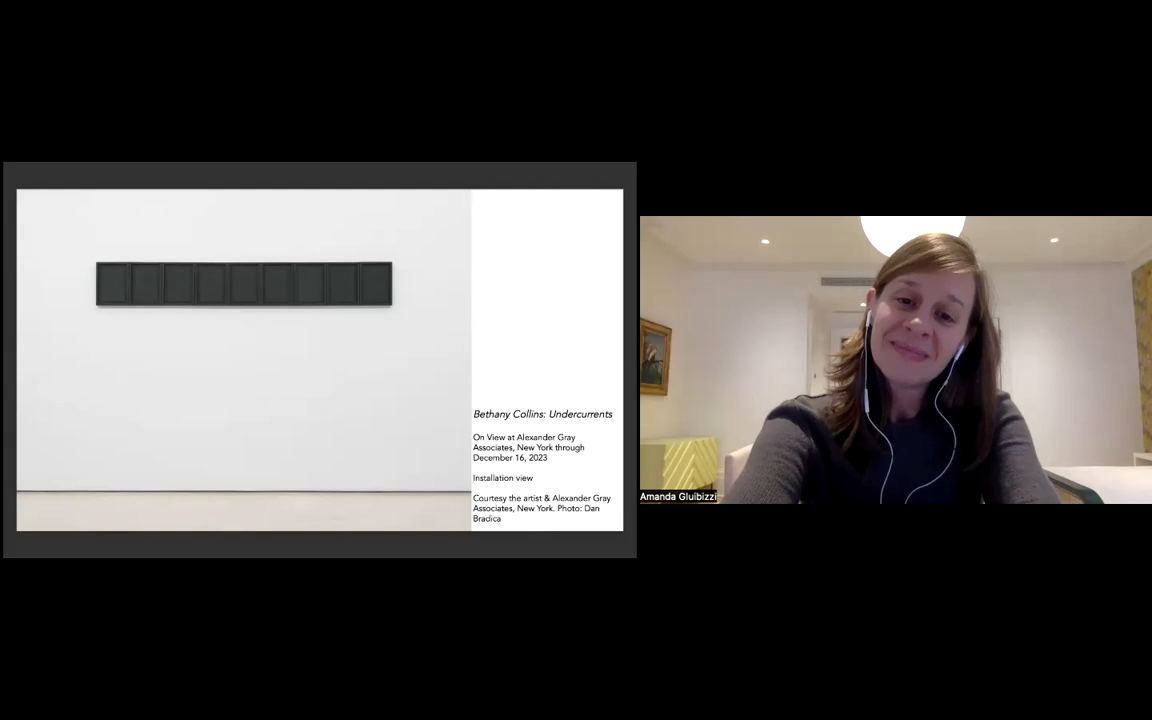 Bethany Collins: Undercurrents
On View at Alexander Gray
Associates, New York through
December 16, 2023
Installation view
Courtesy the artist & Alexander Gray
Associates, New York. Photo: Dan
Bradica
Amanda Gluibizzi